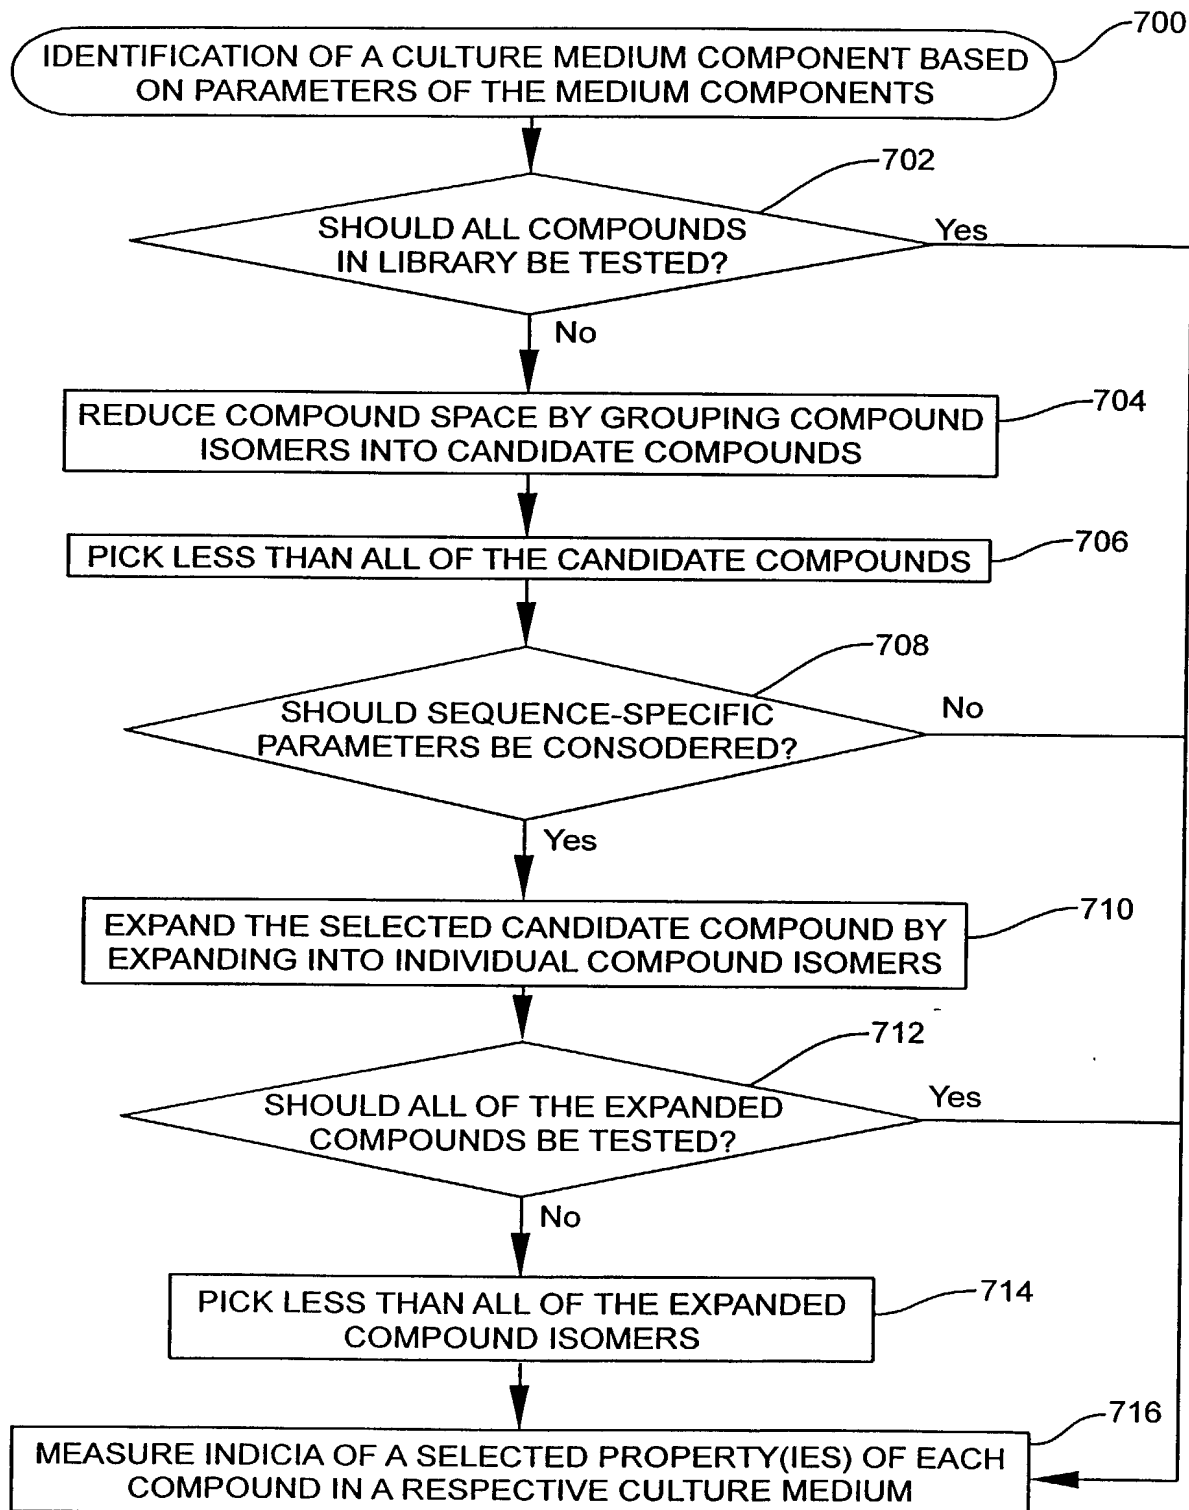 700
IDENTIFICATION OF A CULTURE MEDIUM COMPONENT BASED
ON PARAMETERS OF THE MEDIUM COMPONENTS
702
SHOULD ALL COMPOUNDS
IN LIBRARY BE TESTED?
Yes
No
REDUCE COMPOUND SPACE BY GROUPING COMPOUND
ISOMERS INTO CANDIDATE COMPOUNDS
704
PICK LESS THAN ALL OF THE CANDIDATE COMPOUNDS
706
708
SHOULD SEQUENCE-SPECIFIC
PARAMETERS BE CONSODERED?
No
Yes
EXPAND THE SELECTED CANDIDATE COMPOUND BY
EXPANDING INTO INDIVIDUAL COMPOUND ISOMERS
710
712
SHOULD ALL OF THE EXPANDED
COMPOUNDS BE TESTED?
Yes
No
PICK LESS THAN ALL OF THE EXPANDED
COMPOUND ISOMERS
714
716
MEASURE INDICIA OF A SELECTED PROPERTY(IES) OF EACH
COMPOUND IN A RESPECTIVE CULTURE MEDIUM